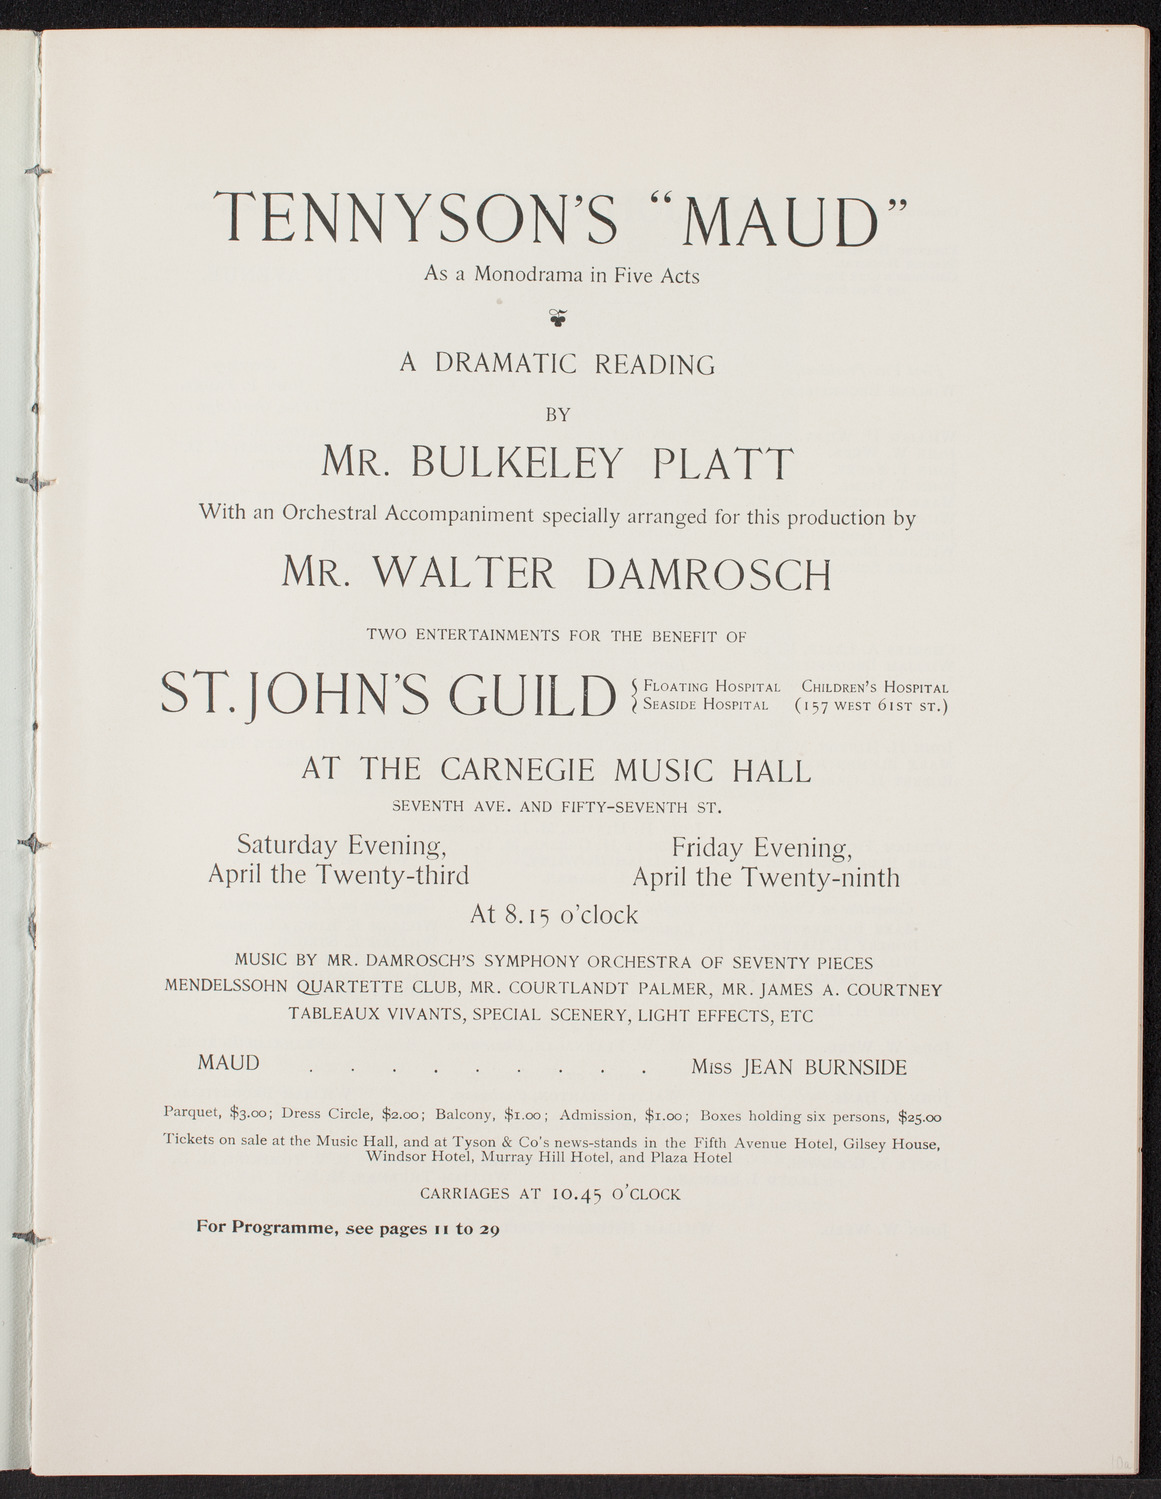 TENNYSON'S "MAUD"
As a Monodrama in Five Acts
A DRAMATIC READING
BY
MR. BULKELEY PLATT
With an Orchestral Accompaniment specially arranged for this production by
MR. WALTER DAMROSCH
TWO ENTERTAINMENTS FOR THE BENEFIT OF
ST. JOHN'S GUILD { FLOATING HOSPITAL CHILDREN'S HOSPITAL
SEASIDE HOSPITAL (157 WEST 61ST ST.)
AT THE CARNEGIE MUSIC HALL
SEVENTH AVE. AND FIFTY-SEVENTH ST.
Saturday Evening, Friday Evening,
April the Twenty-third April the Twenty-ninth
At 8.15 o'clock
MUSIC BY MR. DAMROSCH'S SYMPHONY ORCHESTRA OF SEVENTY PIECES
MENDELSSOHN QUARTETTE CLUB, MR. COURTLANDT PALMER, MR. JAMES A. COURTNEY
TABLEAUX VIVANTS, SPECIAL SCENERY, LIGHT EFFECTS, ETC
MAUD . . . . . . . . . Miss JEAN BURNSIDE
Parquet, $3.00; Dress Circle, $2.00; Balcony, $1.00; Admission, $1.00; Boxes holding six persons, $25.00
Tickets on sale at the Music Hall, and at Tyson & Co's news-stands in the Fifth Avenue Hotel, Gilsey House,
Windsor Hotel, Murray Hill Hotel, and Plaza Hotel
CARRIAGES AT 10.45 O'CLOCK
For Programme, see pages 11 to 29